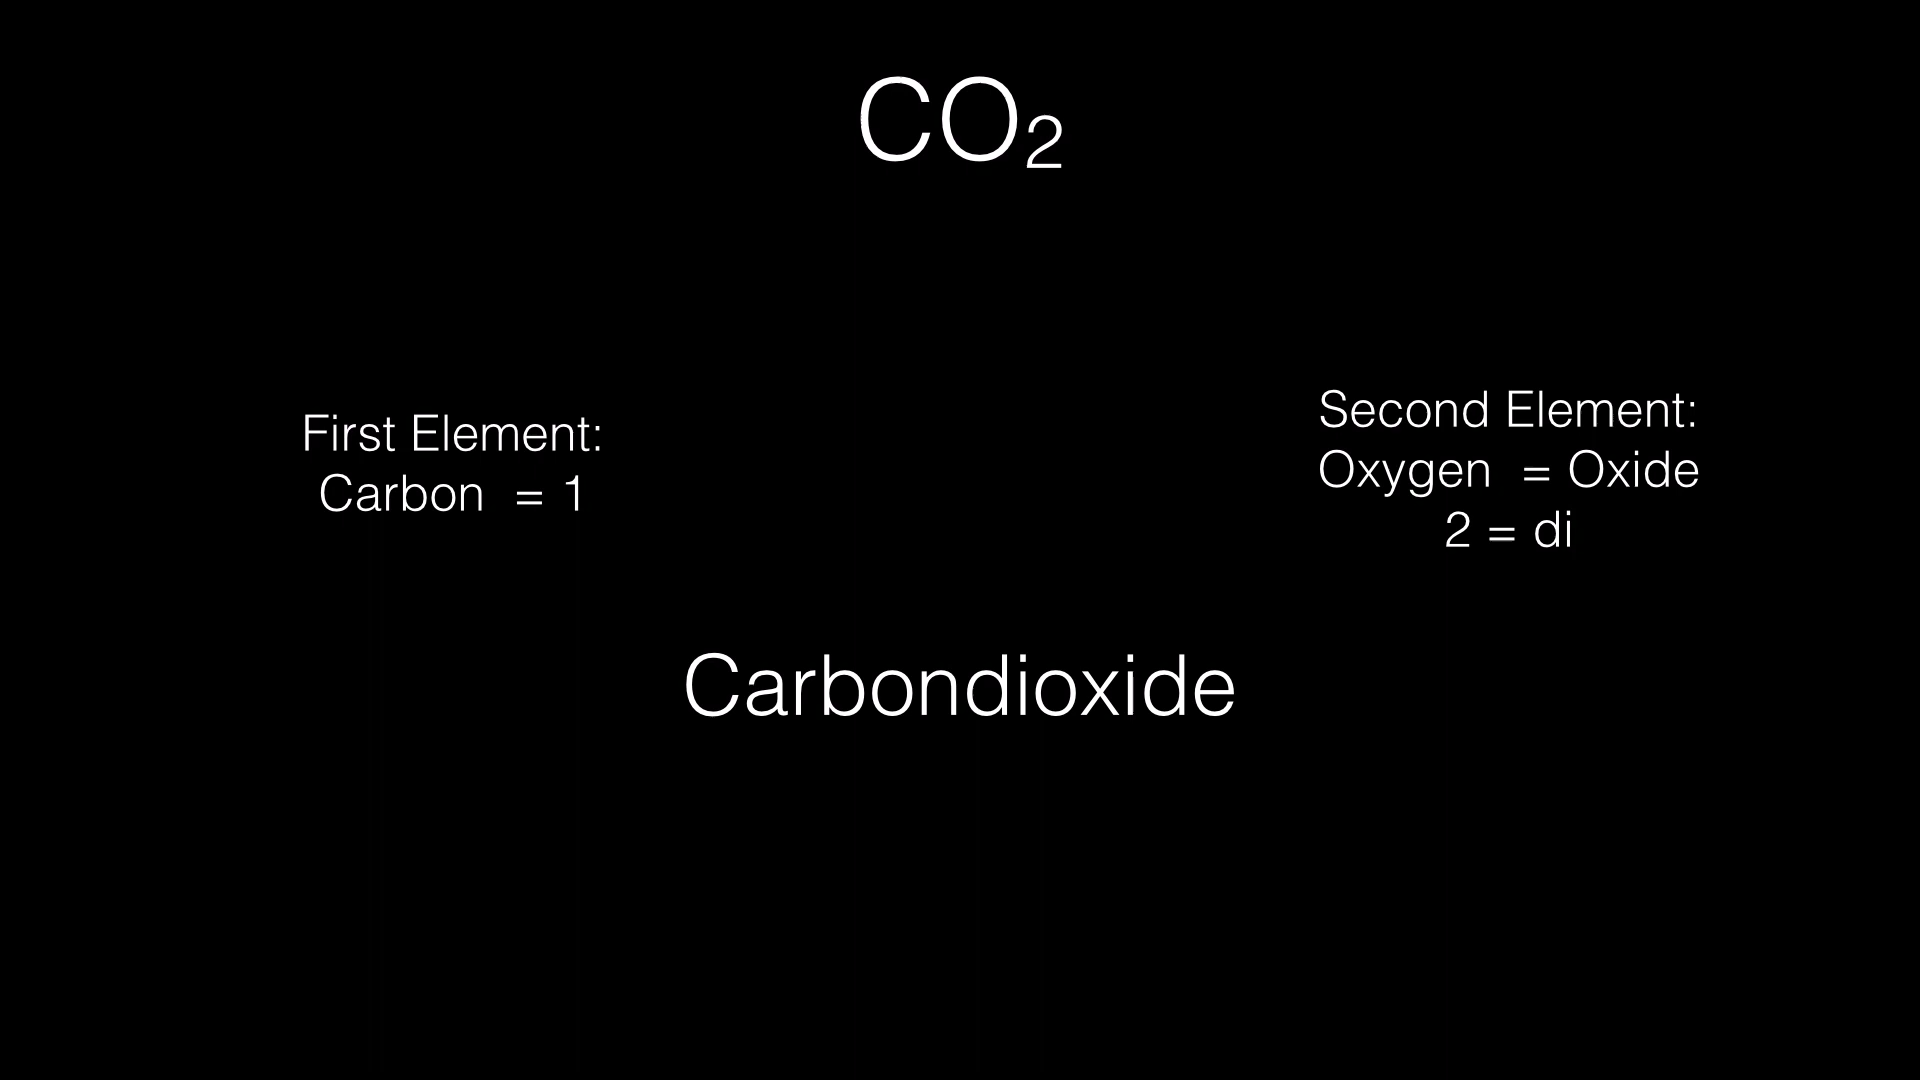 CO₂
First Element:
Carbon = 1
Second Element:
Oxygen = Oxide
2 = di
Carbondioxide